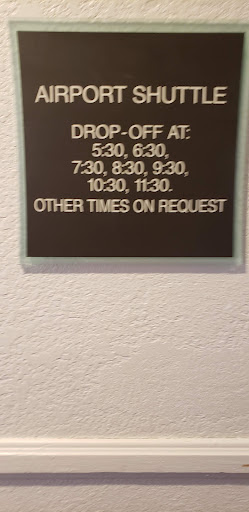 AIRPORT SHUTTLE
DROP-OFF AT:
5:30, 6:30,
7:30, 8:30, 9:30,
10:30, 11:30.
OTHER TIMES ON REQUEST